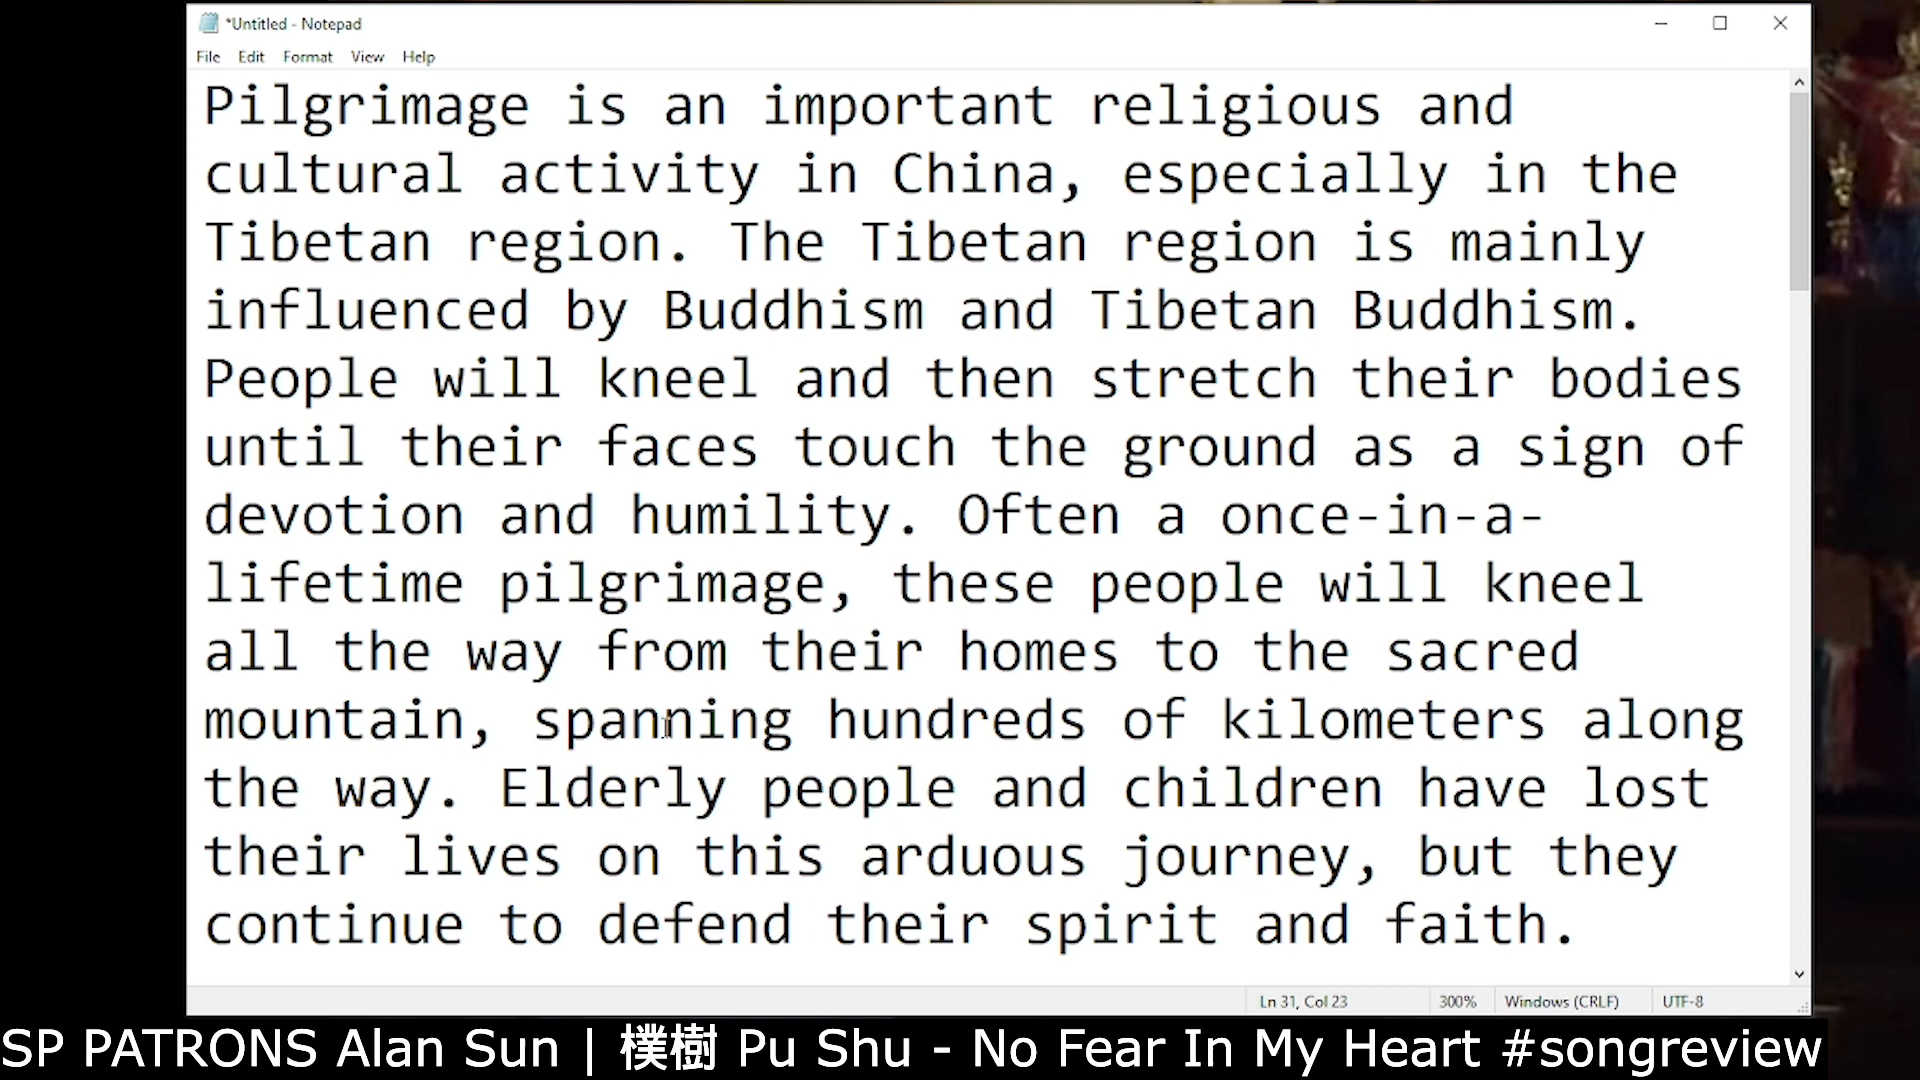 *Untitled - Notepad
File Edit Format View Help
Pilgrimage is an important religious and
cultural activity in China, especially in the
Tibetan region. The Tibetan region is mainly
influenced by Buddhism and Tibetan Buddhism.
People will kneel and then stretch their bodies
until their faces touch the ground as a sign of
devotion and humility. Often a once-in-a-
lifetime pilgrimage, these people will kneel
all the way from their homes to the sacred
mountain, spanning hundreds of kilometers along
the way. Elderly people and children have lost
their lives on this arduous journey, but they
continue to defend their spirit and faith.
Ln 31, Col 23 300% Windows (CRLF) UTF-8
SP PATRONS Alan Sun | 樸樹 Pu Shu - No Fear In My Heart #songreview